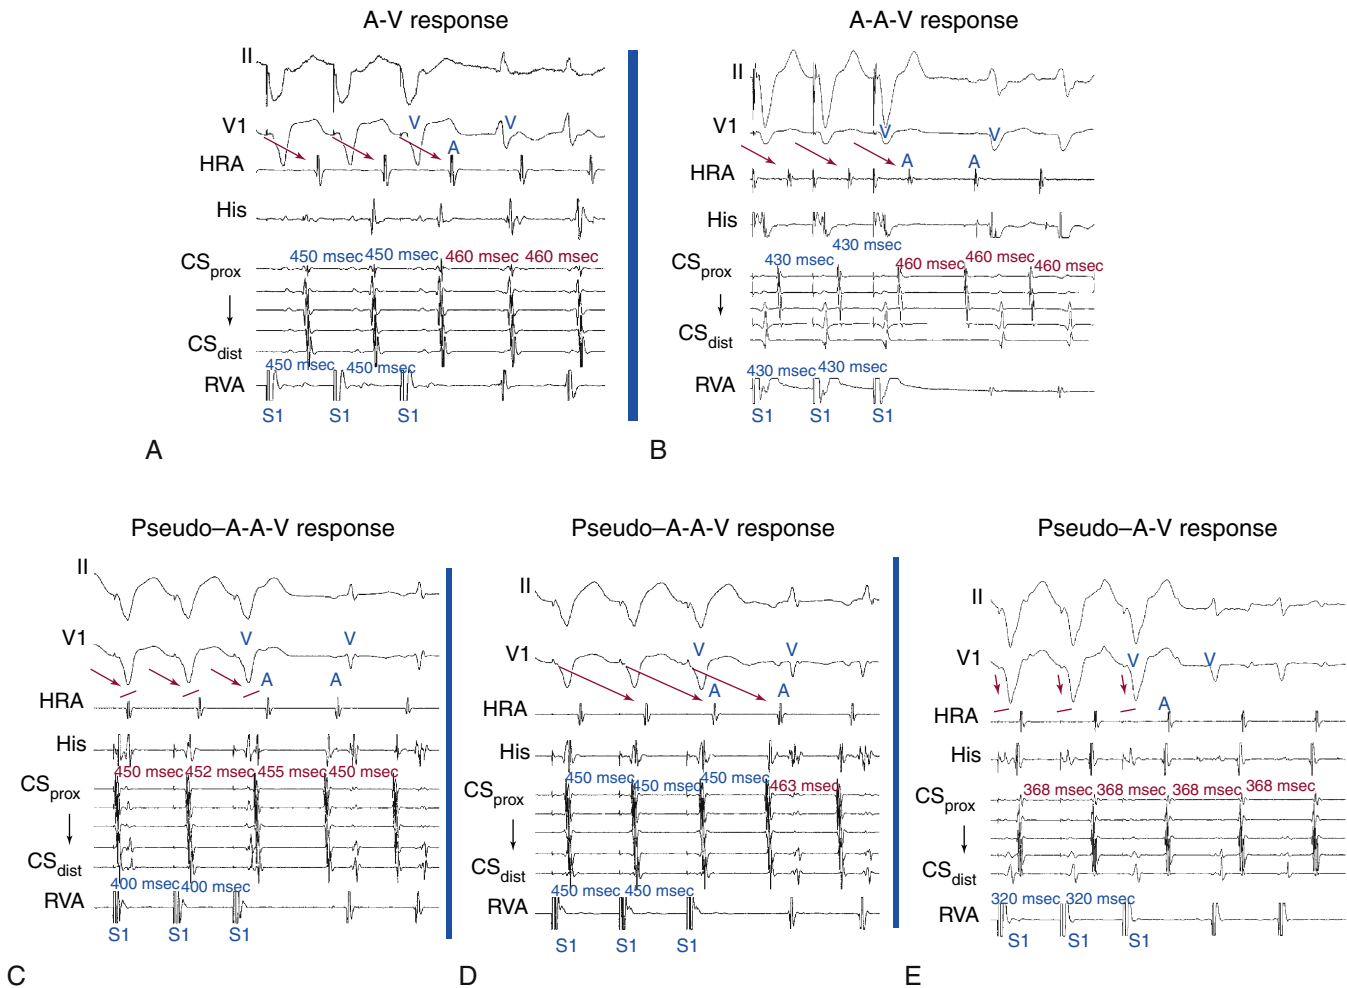 A-V response
II
V1
V
V
A
HRA
His
CSprox
450 msec 450 msec 460 msec 460 msec
CSdist
450 msec 450 msec
RVA
S1 S1 S1
A
A-A-V response
II
V1
V
V
A
A
HRA
His
430 msec
CSprox
430 msec 460 msec 460 msec 460 msec
CSdist
430 msec 430 msec
RVA
S1 S1 S1
B
Pseudo–A-A-V response
II
V1
V
V
A
A
HRA
His
450 msec 452 msec 455 msec 450 msec
CSprox
CSdist
400 msec 400 msec
RVA
S1 S1 S1
C
Pseudo–A-A-V response
II
V1
V
V
A
A
HRA
His
450 msec 450 msec 450 msec 463 msec
CSprox
CSdist
450 msec 450 msec
RVA
S1 S1 S1
D
Pseudo–A-V response
II
V1
V
V
A
HRA
His
368 msec 368 msec 368 msec 368 msec
CSprox
CSdist
320 msec 320 msec
RVA
S1 S1 S1
E